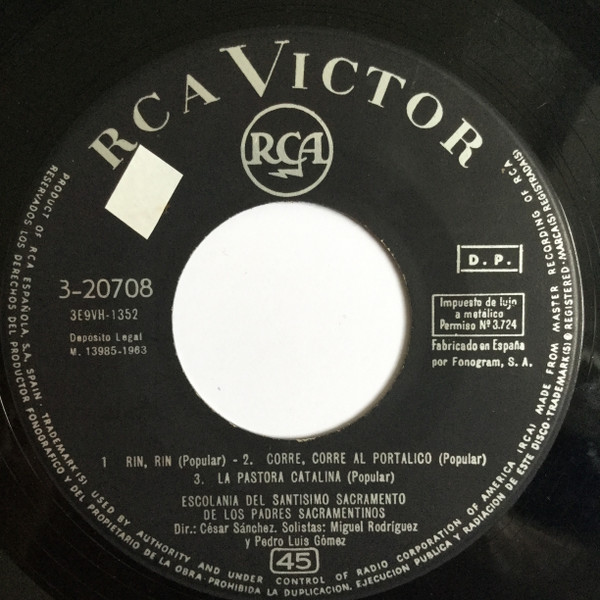 RCA VICTOR
RCA
3-20708
3E9VH-1352
Deposito Legal
M. 13985-1963
D. P.
Impuesto de lujo
a metálico
Permiso Nº 3.724
Fabricado en España
por Fonogram, S. A.
1 RIN, RIN (Popular) - 2. CORRE, CORRE AL PORTALICO (Popular)
3. LA PASTORA CATALINA (Popular)
ESCOLANIA DEL SANTISIMO SACRAMENTO
DE LOS PADRES SACRAMENTINOS
Dir.: César Sánchez. Solistas: Miguel Rodríguez
y Pedro Luis Gómez
45
PRODUCT OF RCA ESPAÑOLA, S.A. SPAIN · TRADEMARK(S) USED BY AUTHORITY AND UNDER CONTROL OF RADIO CORPORATION OF AMERICA (RCA) MADE FROM MASTER RECORDING OF RCA
RESERVADOS LOS DERECHOS DEL PRODUCTOR FONOGRAFICO Y DEL PROPIETARIO DE LA OBRA · PROHIBIDA LA DUPLICACION, EJECUCION PUBLICA Y RADIACION DE ESTE DISCO · TRADEMARK(S) ® REGISTERED · MARCA(S) REGISTRADA(S)